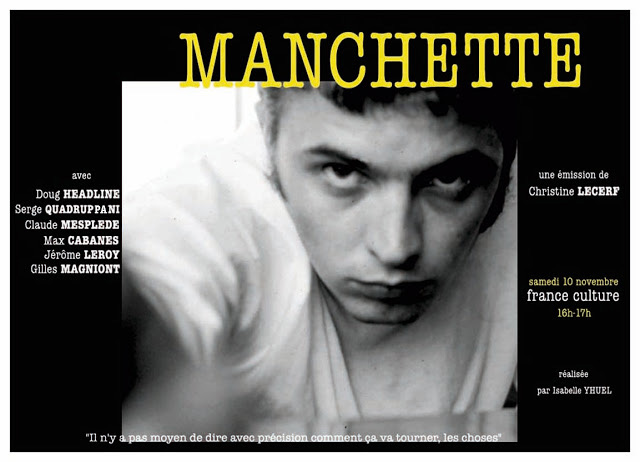 MANCHETTE
avec
Doug HEADLINE
Serge QUADRUPPANI
Claude MESPLEDE
Max CABANES
Jérôme LEROY
Gilles MAGNIONT
une émission de
Christine LECERF
samedi 10 novembre
france culture
16h-17h
réalisée
par Isabelle YHUEL
"Il n'y a pas moyen de dire avec précision comment ça va tourner, les choses"